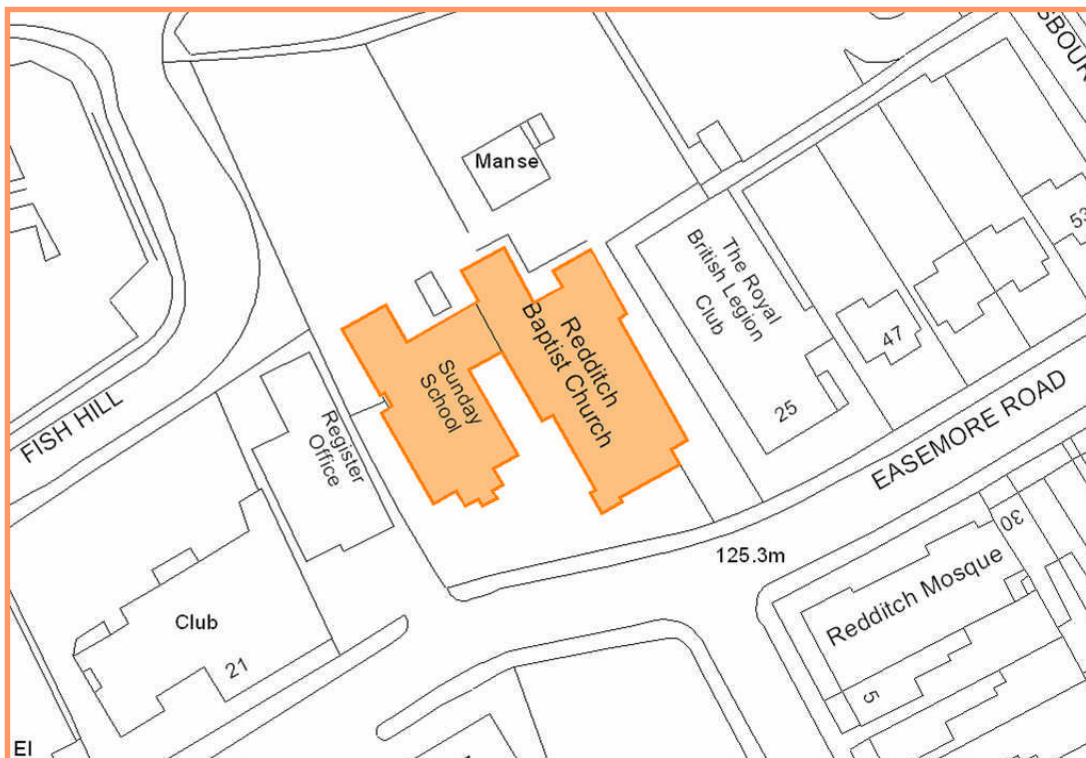 SBOUR
Manse
The Royal
British Legion
Club
53
47
Redditch
Baptist Church
Sunday
School
25
FISH HILL
Register
Office
EASEMORE ROAD
30
125.3m
Redditch Mosque
Club
21
5
El